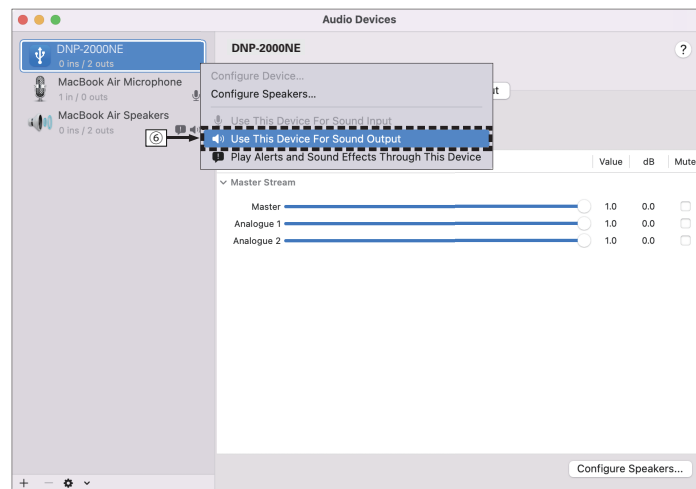 Audio Devices
DNP-2000NE
0 ins / 2 outs
MacBook Air Microphone
1 in / 0 outs
MacBook Air Speakers
0 ins / 2 outs
⑥
DNP-2000NE
?
Configure Device...
Configure Speakers...
Use This Device For Sound Input
Use This Device For Sound Output
Play Alerts and Sound Effects Through This Device
Value dB Mute
Master Stream
Master 1.0 0.0
Analogue 1 1.0 0.0
Analogue 2 1.0 0.0
Configure Speakers...